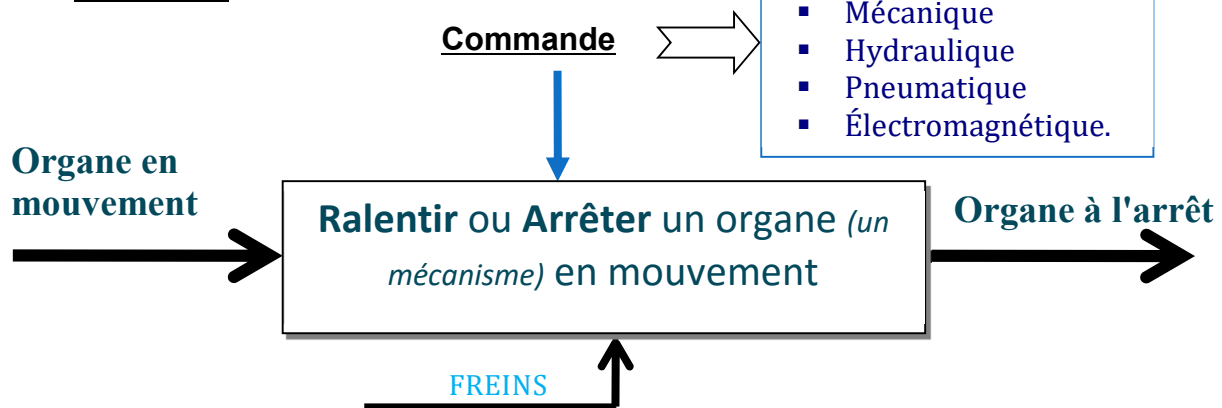 Commande
▪ Mécanique
▪ Hydraulique
▪ Pneumatique
▪ Électromagnétique.
Organe en
mouvement
Ralentir ou Arrêter un organe (un
mécanisme) en mouvement
Organe à l'arrêt
FREINS